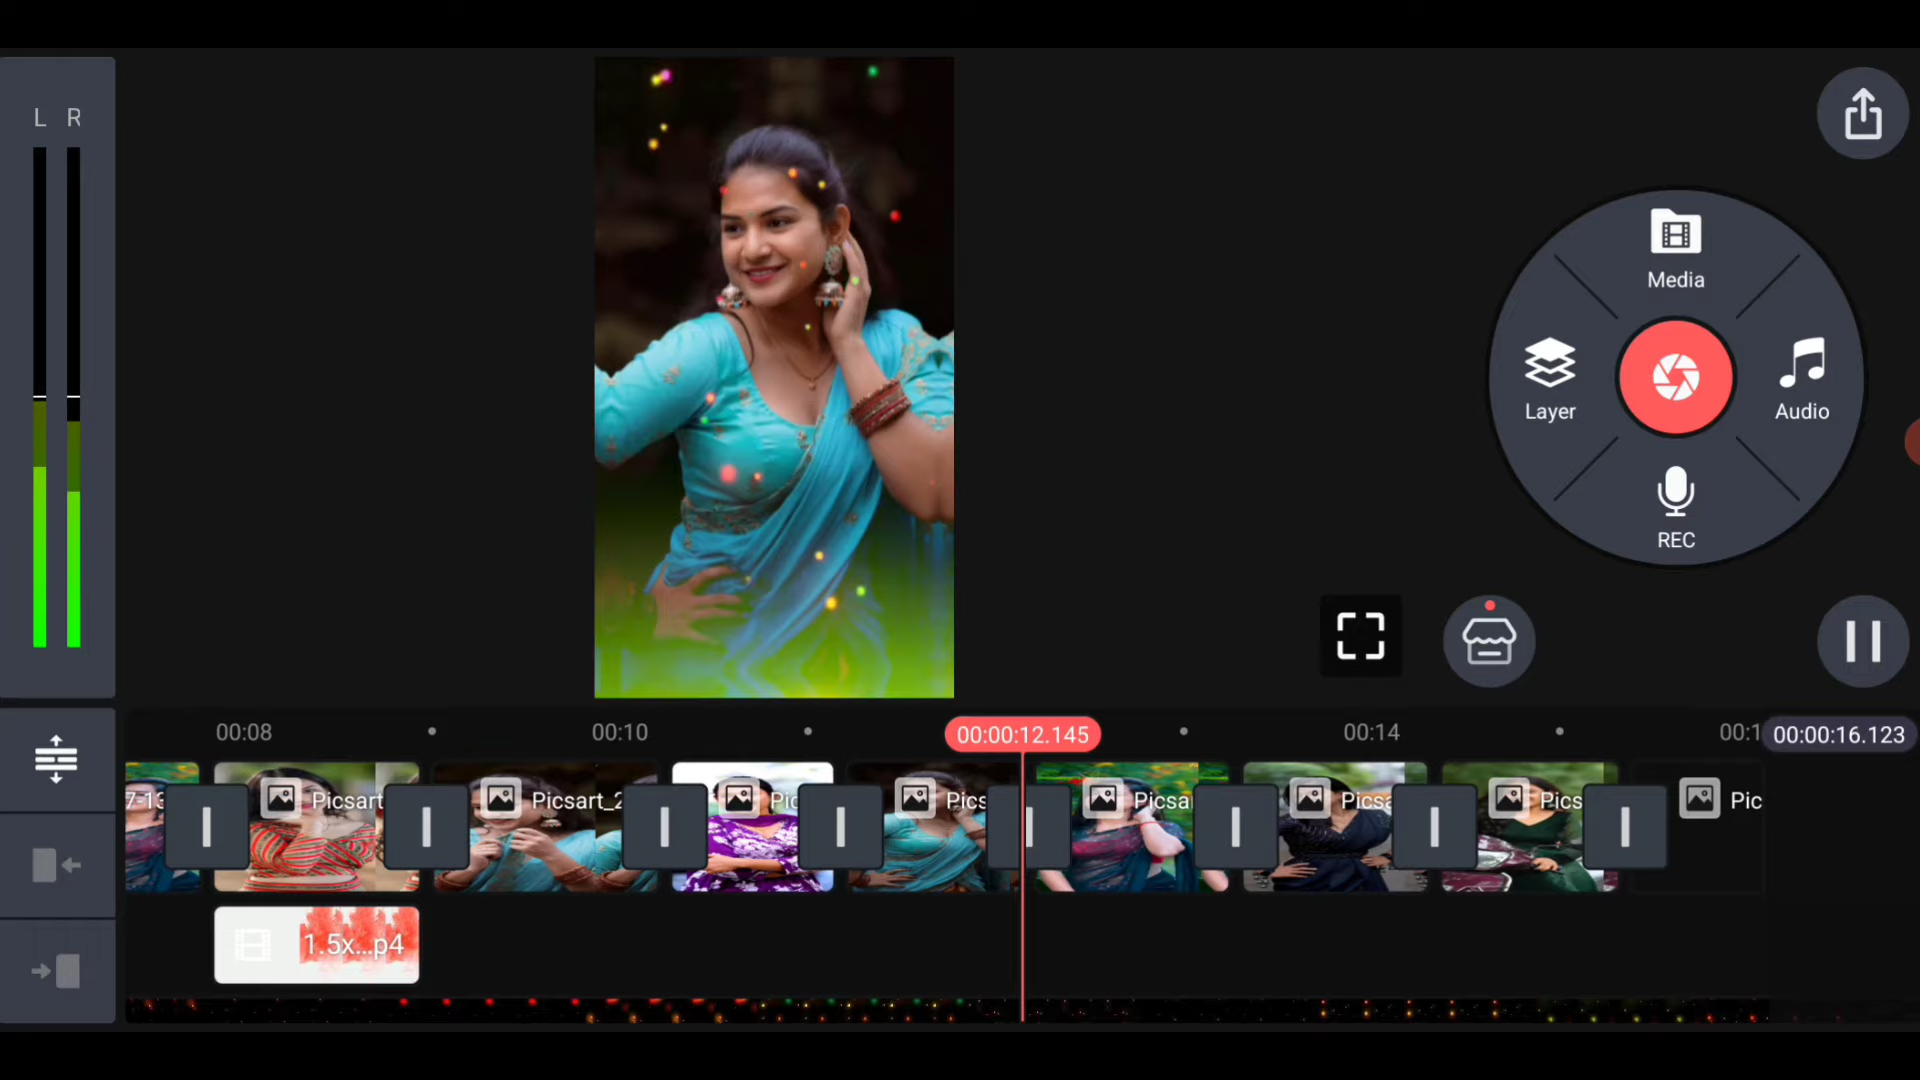 L R
Media
Layer
Audio
REC
00:08
00:10
00:00:12.145
00:14
00:1
00:00:16.123
7-13
Picsart
Picsart_2
Pic
Pics
Picsa
Picsa
Pics
Pic
1.5x...p4